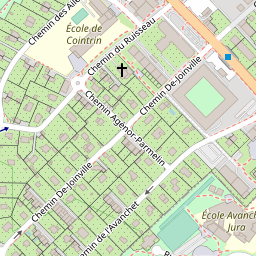 Chemin des Ailes
École de
Cointrin
Chemin du Ruisseau
Chemin De-Joinville
Chemin Agénor-Parmelin
Chemin De-Joinville
Chemin de l'Avanchet
École Avanchet
Jura